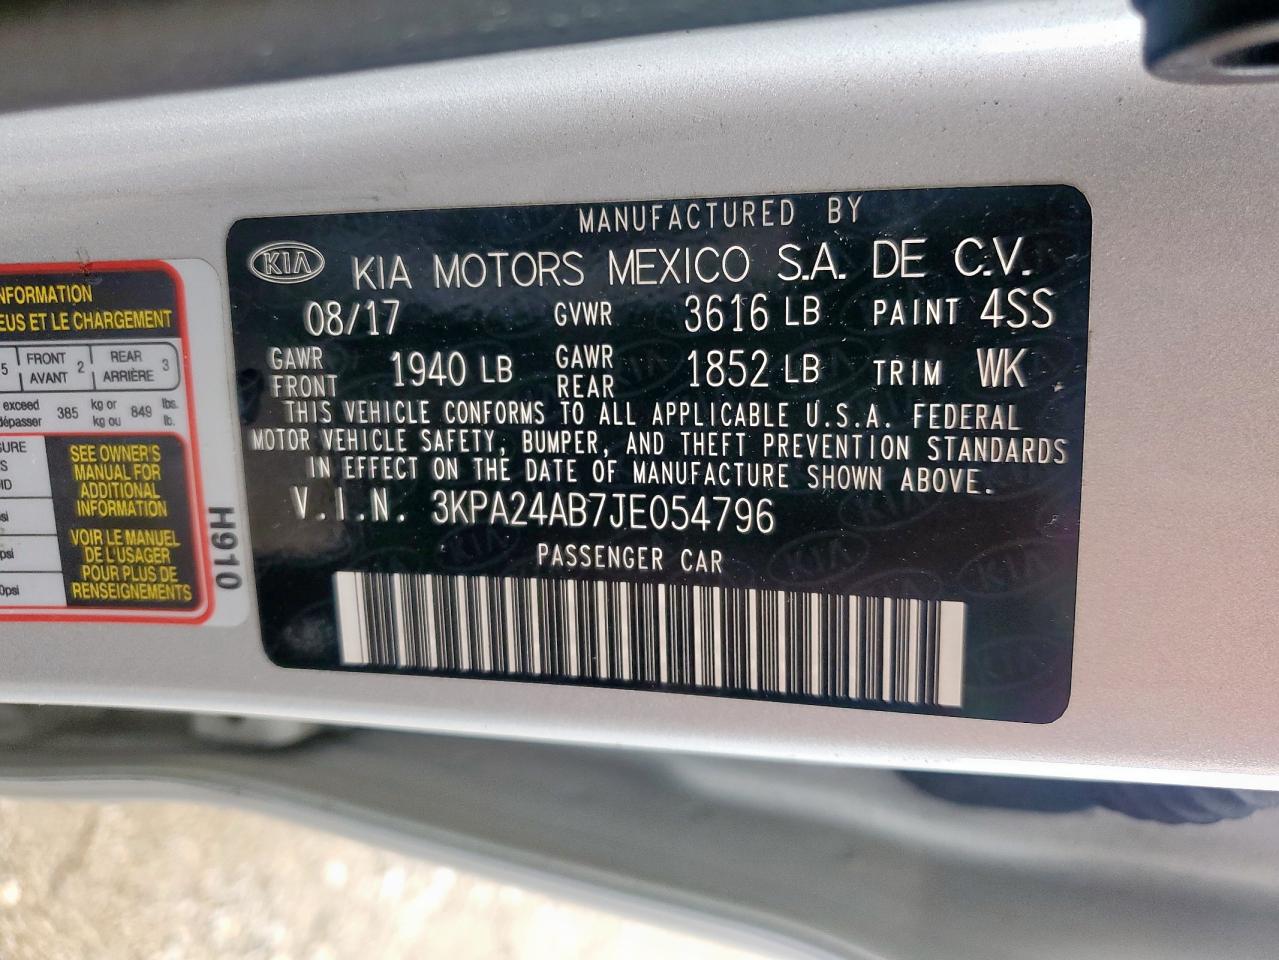 MANUFACTURED BY
KIA KIA MOTORS MEXICO S.A. DE C.V.
08/17 GVWR 3616 LB PAINT 4SS
GAWR FRONT 1940 LB GAWR REAR 1852 LB TRIM WK
THIS VEHICLE CONFORMS TO ALL APPLICABLE U.S.A. FEDERAL
MOTOR VEHICLE SAFETY, BUMPER, AND THEFT PREVENTION STANDARDS
IN EFFECT ON THE DATE OF MANUFACTURE SHOWN ABOVE.
V.I.N. 3KPA24AB7JE054796
PASSENGER CAR
NFORMATION
EUS ET LE CHARGEMENT
5 FRONT AVANT 2 REAR ARRIÈRE 3
exceed 385 kg or 849 lbs.
dépasser kg ou lb.
SEE OWNER'S
MANUAL FOR
ADDITIONAL
INFORMATION
VOIR LE MANUEL
DE L'USAGER
POUR PLUS DE
RENSEIGNEMENTS
H910